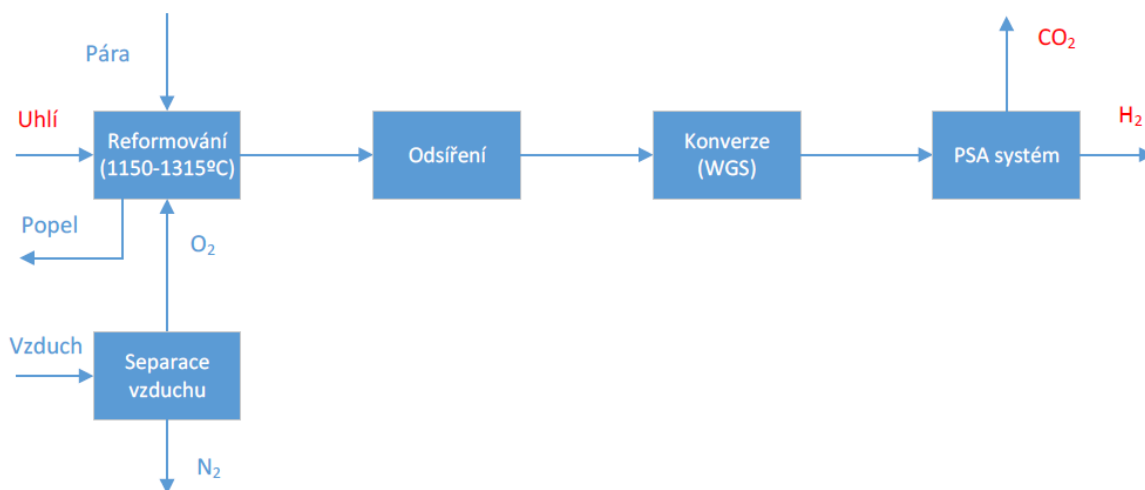 Pára
CO₂
Uhlí
H₂
Reformování
(1150-1315ºC)
Odsíření
Konverze
(WGS)
PSA systém
Popel
O₂
Vzduch
Separace
vzduchu
N₂